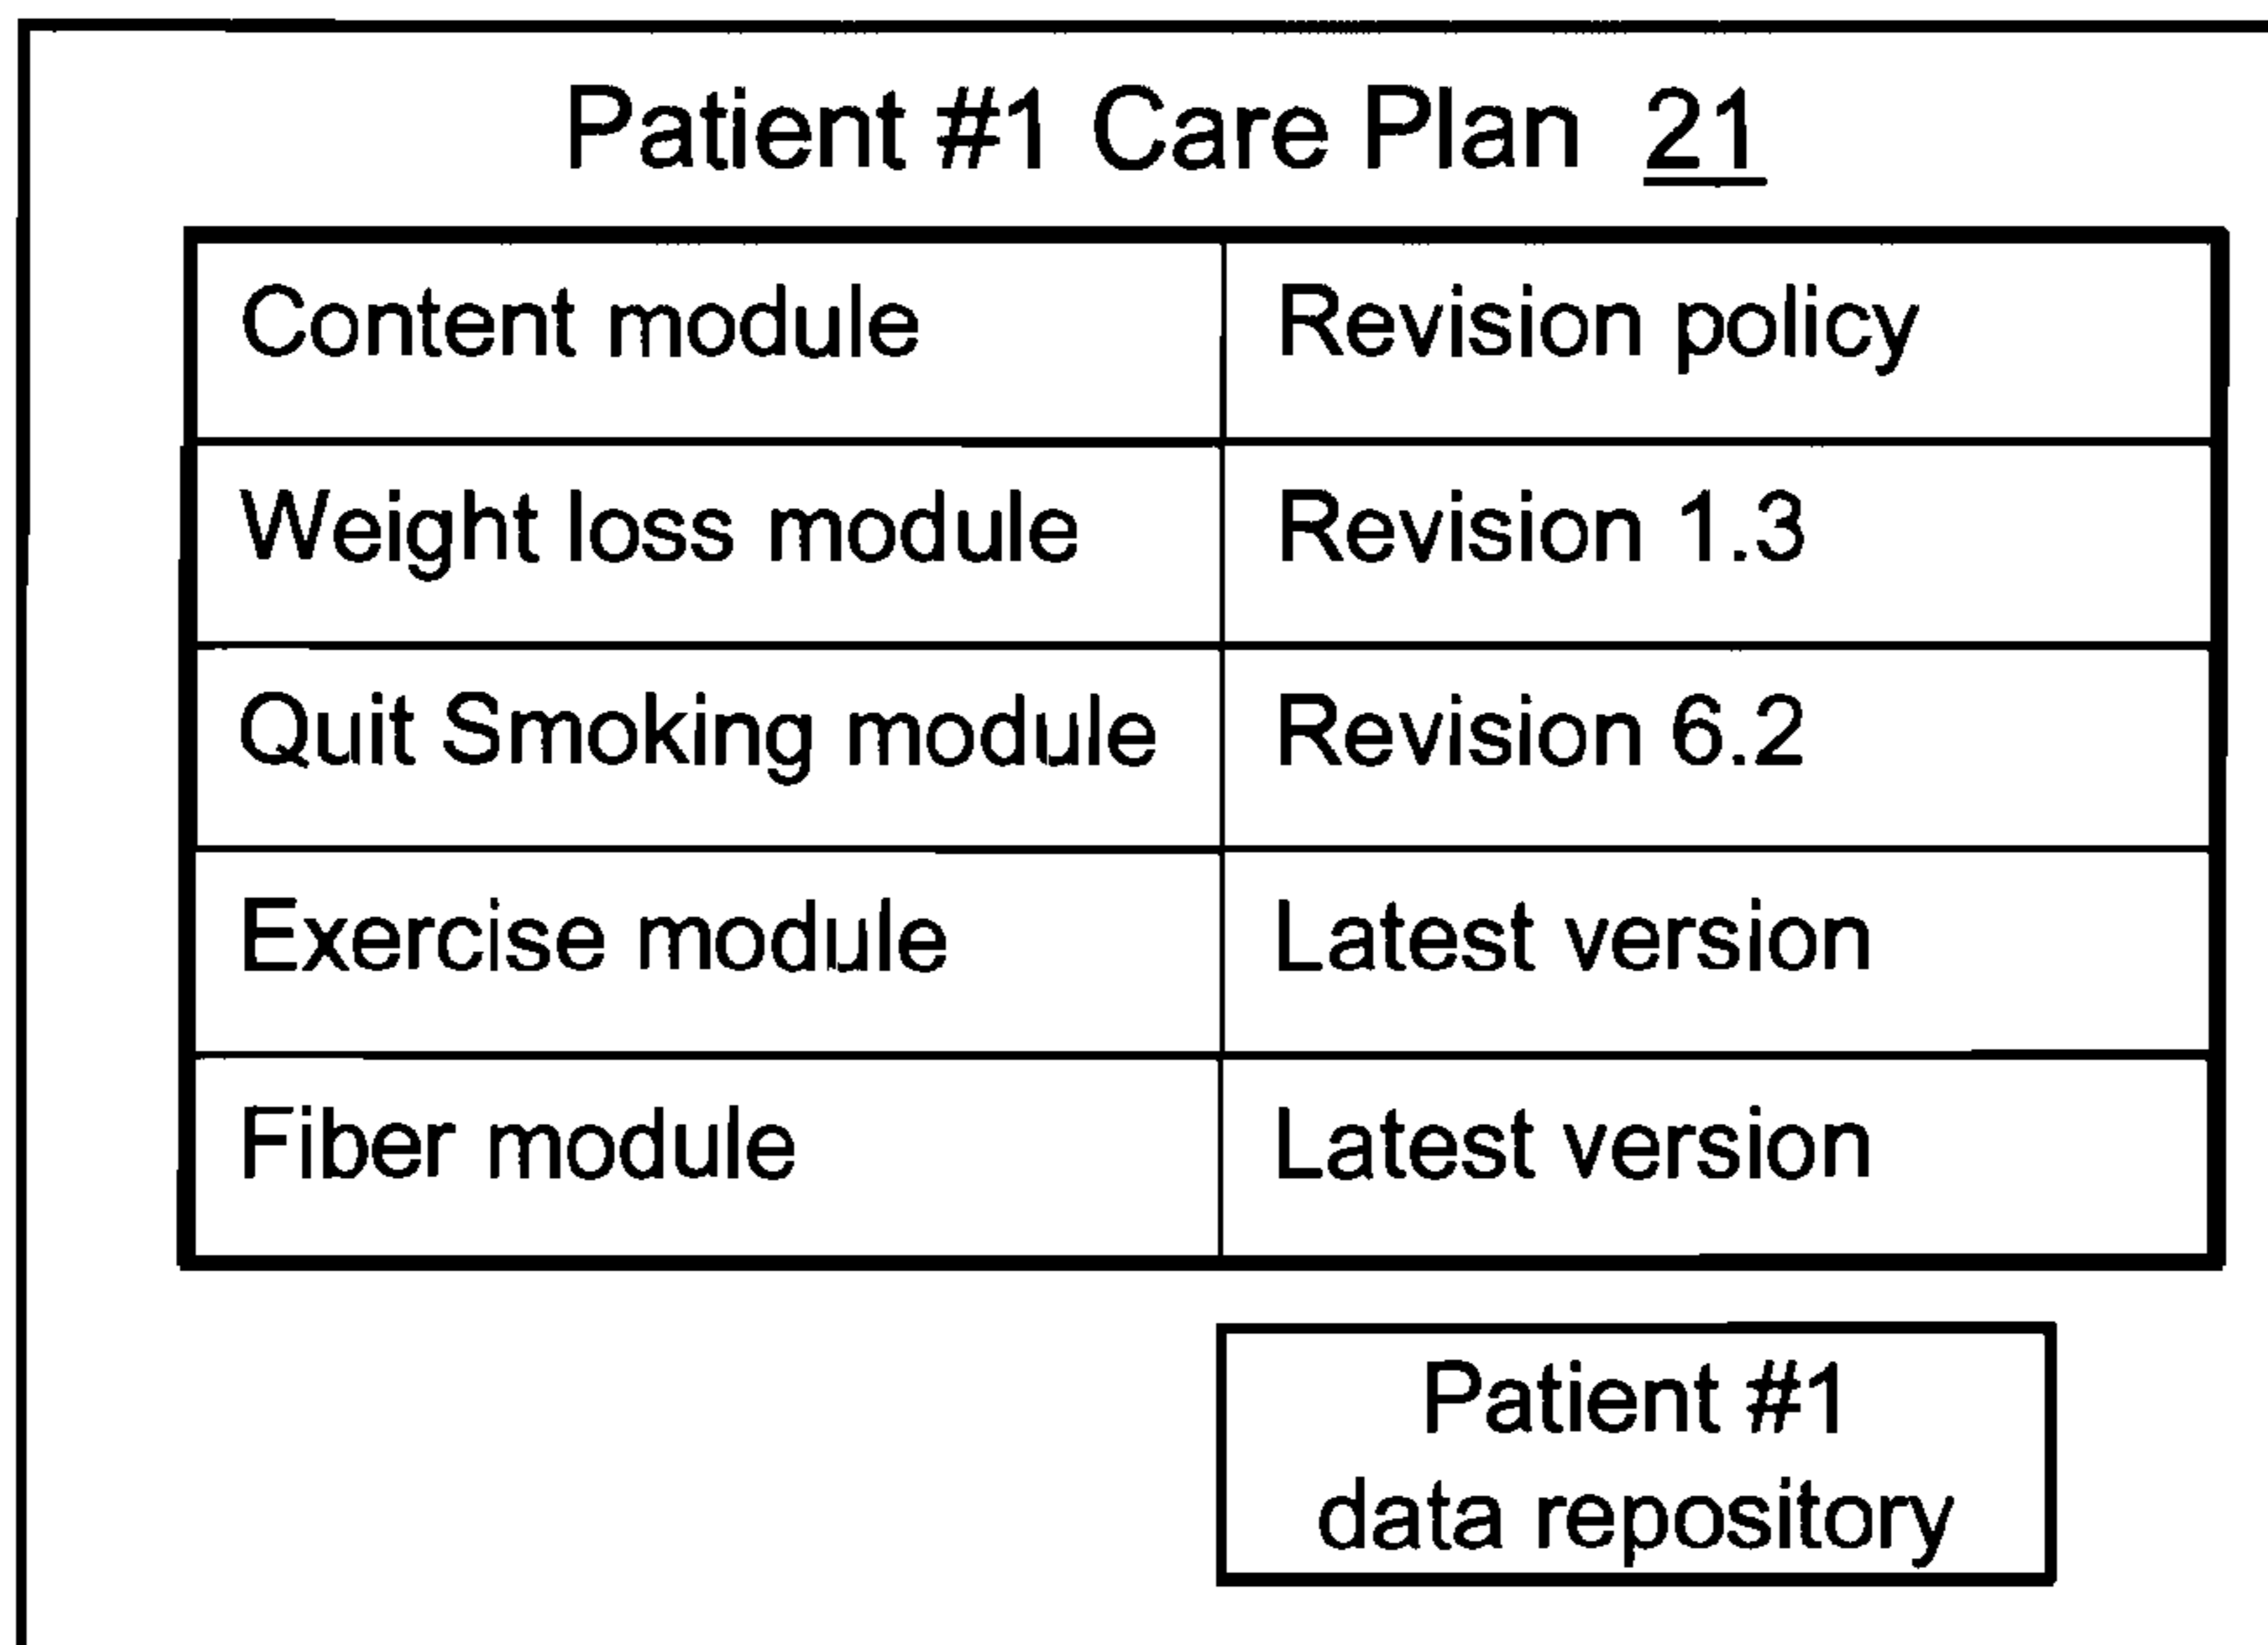 Patient #1 Care Plan 21
Content module Revision policy
Weight loss module Revision 1.3
Quit Smoking module Revision 6.2
Exercise module Latest version
Fiber module Latest version
Patient #1
data repository